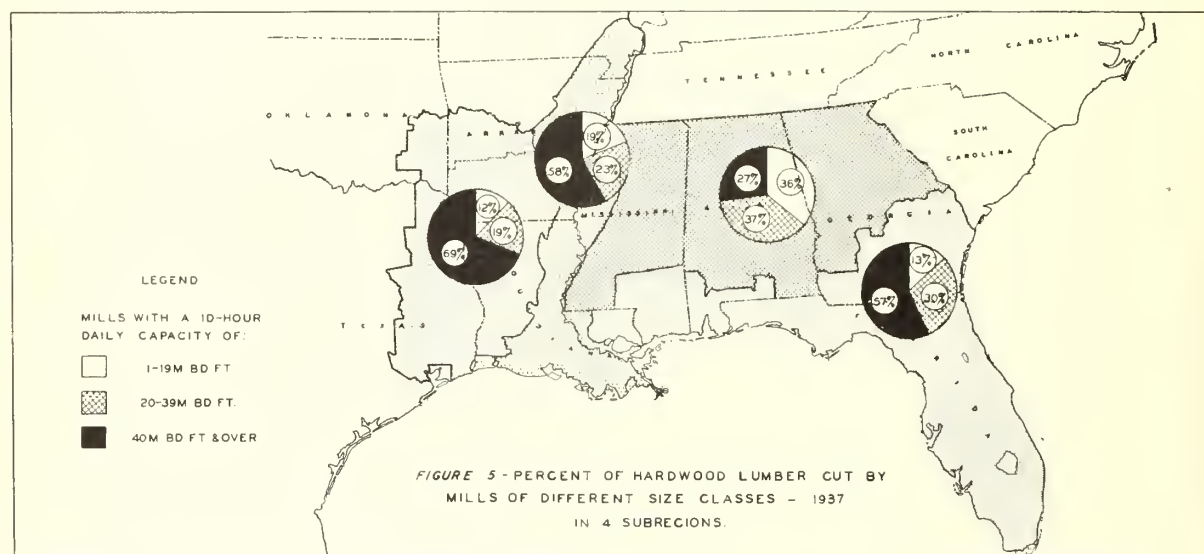 NORTH CAROLINA
TENNESSEE
OKLAHOMA
ARK
SOUTH
CAROLINA
19%
58%
23%
27%
36%
37%
MISSISSIPPI
GEORGIA
12%
19%
69%
13%
57%
30%
TEXAS
LEGEND
MILLS WITH A 10-HOUR
DAILY CAPACITY OF:
1-19M BD FT
20-39M BD FT.
40M BD FT & OVER
FIGURE 5 - PERCENT OF HARDWOOD LUMBER CUT BY
MILLS OF DIFFERENT SIZE CLASSES - 1937
IN 4 SUBREGIONS.